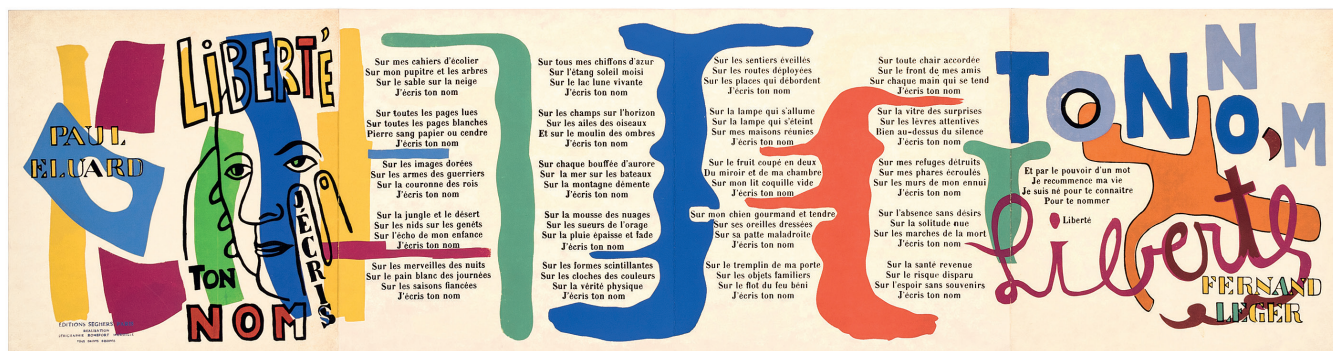 PAUL
ELUARD
LiBERTÉ
J'ÉCRIS
TON
NOM
ÉDITIONS SEGHERS
RÉALISATION
Sur mes cahiers d'écolier
Sur mon pupitre et les arbres
Sur le sable sur la neige
J'écris ton nom
Sur toutes les pages lues
Sur toutes les pages blanches
Pierre sang papier ou cendre
J'écris ton nom
Sur les images dorées
Sur les armes des guerriers
Sur la couronne des rois
J'écris ton nom
Sur la jungle et le désert
Sur les nids sur les genêts
Sur l'écho de mon enfance
J'écris ton nom
Sur les merveilles des nuits
Sur le pain blanc des journées
Sur les saisons fiancées
J'écris ton nom
Sur tous mes chiffons d'azur
Sur l'étang soleil moisi
Sur le lac lune vivante
J'écris ton nom
Sur les champs sur l'horizon
Sur les ailes des oiseaux
Et sur le moulin des ombres
J'écris ton nom
Sur chaque bouffée d'aurore
Sur la mer sur les bateaux
Sur la montagne démente
J'écris ton nom
Sur la mousse des nuages
Sur les sueurs de l'orage
Sur la pluie épaisse et fade
J'écris ton nom
Sur les formes scintillantes
Sur les cloches des couleurs
Sur la vérité physique
J'écris ton nom
Sur les sentiers éveillés
Sur les routes déployées
Sur les places qui débordent
J'écris ton nom
Sur la lampe qui s'allume
Sur la lampe qui s'éteint
Sur mes maisons réunies
J'écris ton nom
Sur le fruit coupé en deux
Du miroir et de ma chambre
Sur mon lit coquille vide
J'écris ton nom
Sur mon chien gourmand et tendre
Sur ses oreilles dressées
Sur sa patte maladroite
J'écris ton nom
Sur le tremplin de ma porte
Sur les objets familiers
Sur le flot du feu béni
J'écris ton nom
Sur toute chair accordée
Sur le front de mes amis
Sur chaque main qui se tend
J'écris ton nom
Sur la vitre des surprises
Sur les lèvres attentives
Bien au-dessus du silence
J'écris ton nom
Sur mes refuges détruits
Sur mes phares écroulés
Sur les murs de mon ennui
J'écris ton nom
Sur l'absence sans désirs
Sur la solitude nue
Sur les marches de la mort
J'écris ton nom
Sur la santé revenue
Sur le risque disparu
Sur l'espoir sans souvenirs
J'écris ton nom
TON NOM
Et par le pouvoir d'un mot
Je recommence ma vie
Je suis né pour te connaître
Pour te nommer
Liberté
Liberté
FERNAND
LEGER